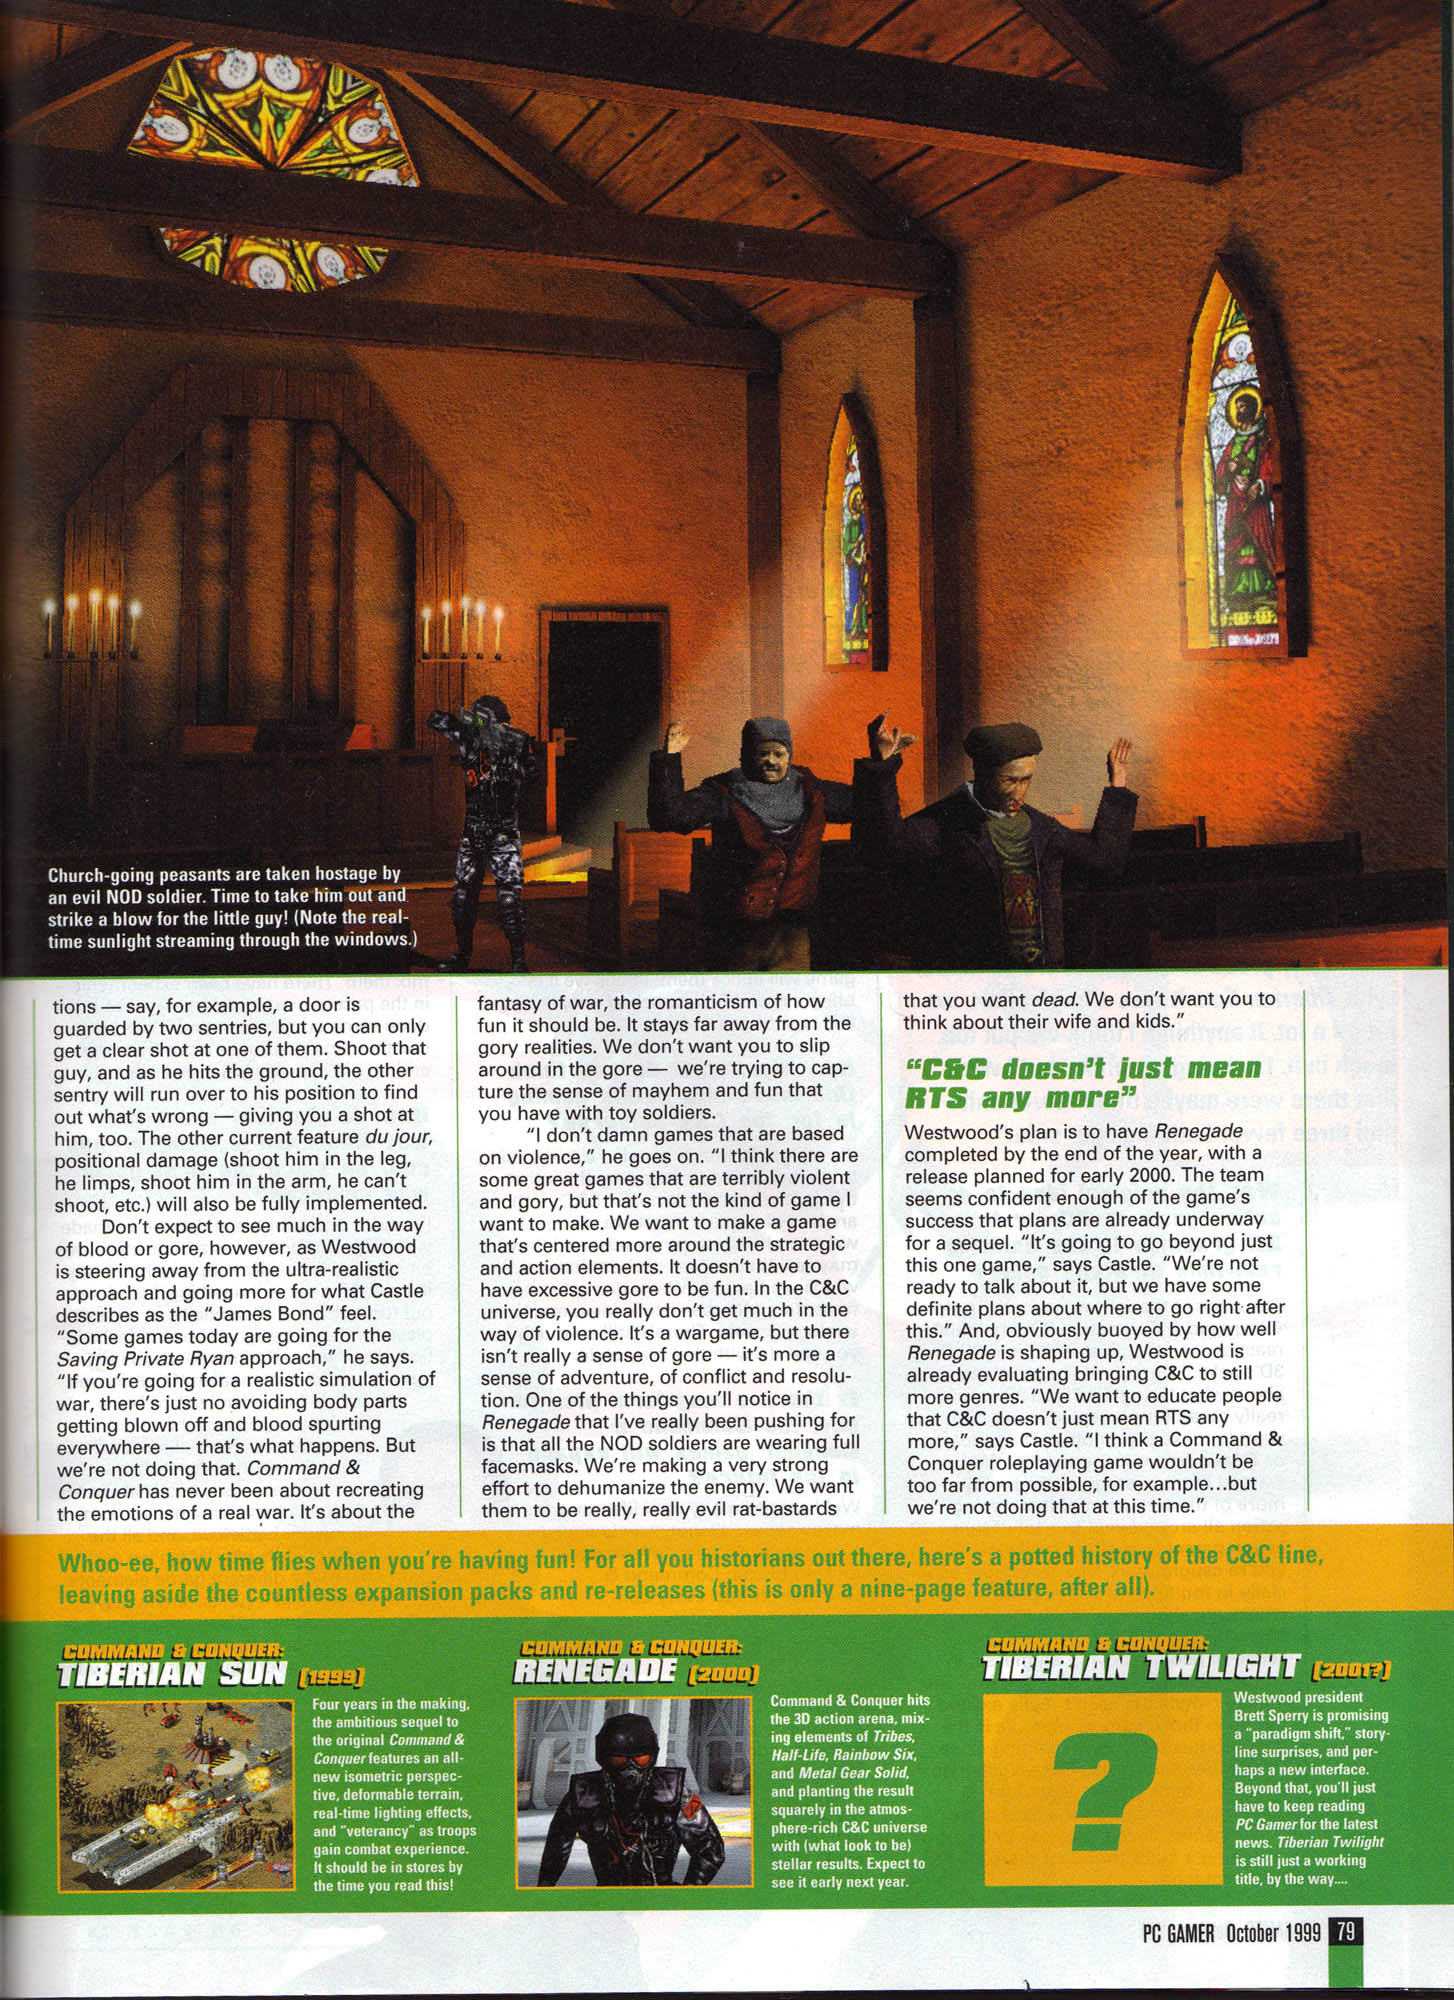 Church-going peasants are taken hostage by
an evil NOD soldier. Time to take him out and
strike a blow for the little guy! (Note the real-
time sunlight streaming through the windows.)
tions — say, for example, a door is
guarded by two sentries, but you can only
get a clear shot at one of them. Shoot that
guy, and as he hits the ground, the other
sentry will run over to his position to find
out what's wrong — giving you a shot at
him, too. The other current feature du jour,
positional damage (shoot him in the leg,
he limps, shoot him in the arm, he can't
shoot, etc.) will also be fully implemented.
Don't expect to see much in the way
of blood or gore, however, as Westwood
is steering away from the ultra-realistic
approach and going more for what Castle
describes as the "James Bond" feel.
"Some games today are going for the
Saving Private Ryan approach," he says.
"If you're going for a realistic simulation of
war, there's just no avoiding body parts
getting blown off and blood spurting
everywhere — that's what happens. But
we're not doing that. Command &
Conquer has never been about recreating
the emotions of a real war. It's about the
fantasy of war, the romanticism of how
fun it should be. It stays far away from the
gory realities. We don't want you to slip
around in the gore — we're trying to cap-
ture the sense of mayhem and fun that
you have with toy soldiers.
"I don't damn games that are based
on violence," he goes on. "I think there are
some great games that are terribly violent
and gory, but that's not the kind of game I
want to make. We want to make a game
that's centered more around the strategic
and action elements. It doesn't have to
have excessive gore to be fun. In the C&C
universe, you really don't get much in the
way of violence. It's a wargame, but there
isn't really a sense of gore — it's more a
sense of adventure, of conflict and resolu-
tion. One of the things you'll notice in
Renegade that I've really been pushing for
is that all the NOD soldiers are wearing full
facemasks. We're making a very strong
effort to dehumanize the enemy. We want
them to be really, really evil rat-bastards
that you want dead. We don't want you to
think about their wife and kids."
"C&C doesn't just mean
RTS any more"
Westwood's plan is to have Renegade
completed by the end of the year, with a
release planned for early 2000. The team
seems confident enough of the game's
success that plans are already underway
for a sequel. "It's going to go beyond just
this one game," says Castle. "We're not
ready to talk about it, but we have some
definite plans about where to go right after
this." And, obviously buoyed by how well
Renegade is shaping up, Westwood is
already evaluating bringing C&C to still
more genres. "We want to educate people
that C&C doesn't just mean RTS any
more," says Castle. "I think a Command &
Conquer roleplaying game wouldn't be
too far from possible, for example...but
we're not doing that at this time."
Whoo-ee, how time flies when you're having fun! For all you historians out there, here's a potted history of the C&C line,
leaving aside the countless expansion packs and re-releases (this is only a nine-page feature, after all).
COMMAND & CONQUER:
TIBERIAN SUN (1999)
Four years in the making,
the ambitious sequel to
the original Command &
Conquer features an all-
new isometric perspec-
tive, deformable terrain,
real-time lighting effects,
and "veterancy" as troops
gain combat experience.
It should be in stores by
the time you read this!
COMMAND & CONQUER:
RENEGADE (2000)
Command & Conquer hits
the 3D action arena, mix-
ing elements of Tribes,
Half-Life, Rainbow Six,
and Metal Gear Solid,
and planting the result
squarely in the atmos-
phere-rich C&C universe
with (what look to be)
stellar results. Expect to
see it early next year.
COMMAND & CONQUER:
TIBERIAN TWILIGHT (2001?)
?
Westwood president
Brett Sperry is promising
a "paradigm shift," story-
line surprises, and per-
haps a new interface.
Beyond that, you'll just
have to keep reading
PC Gamer for the latest
news. Tiberian Twilight
is still just a working
title, by the way....
PC GAMER October 1999 79